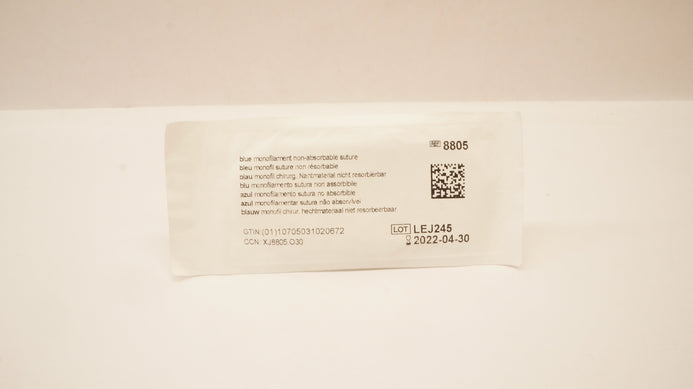 REF 8805
blue monofilament non-absorbable suture
bleu monofil suture non résorbable
blau monofil chirurg. Nahtmaterial nicht resorbierbar
blu monofilamento sutura non assorbibile
azul monofilamento sutura no absorbible
azul monofilamentar sutura não absorvível
blauw monofil chirur. hechtmateriaal niet resorbeerbaar
GTIN:(01)10705031020672
CCN: XJ8805.O30
LOT LEJ245
2022-04-30